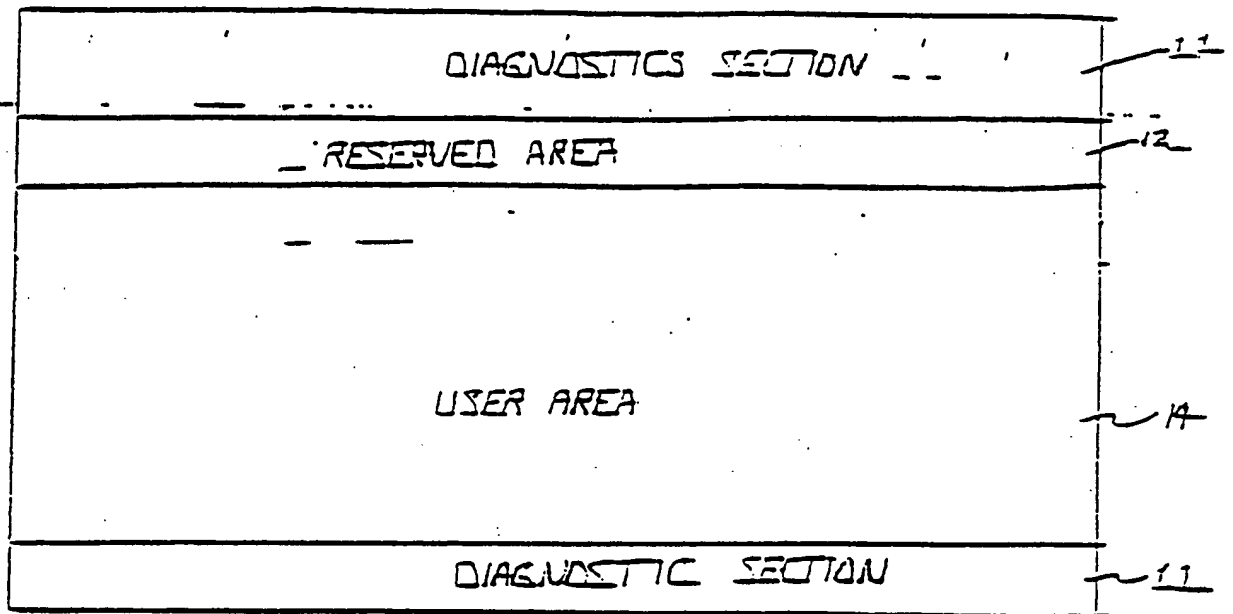 DIAGNOSTICS SECTION 11
RESERVED AREA 12
USER AREA 14
DIAGNOSTIC SECTION 11